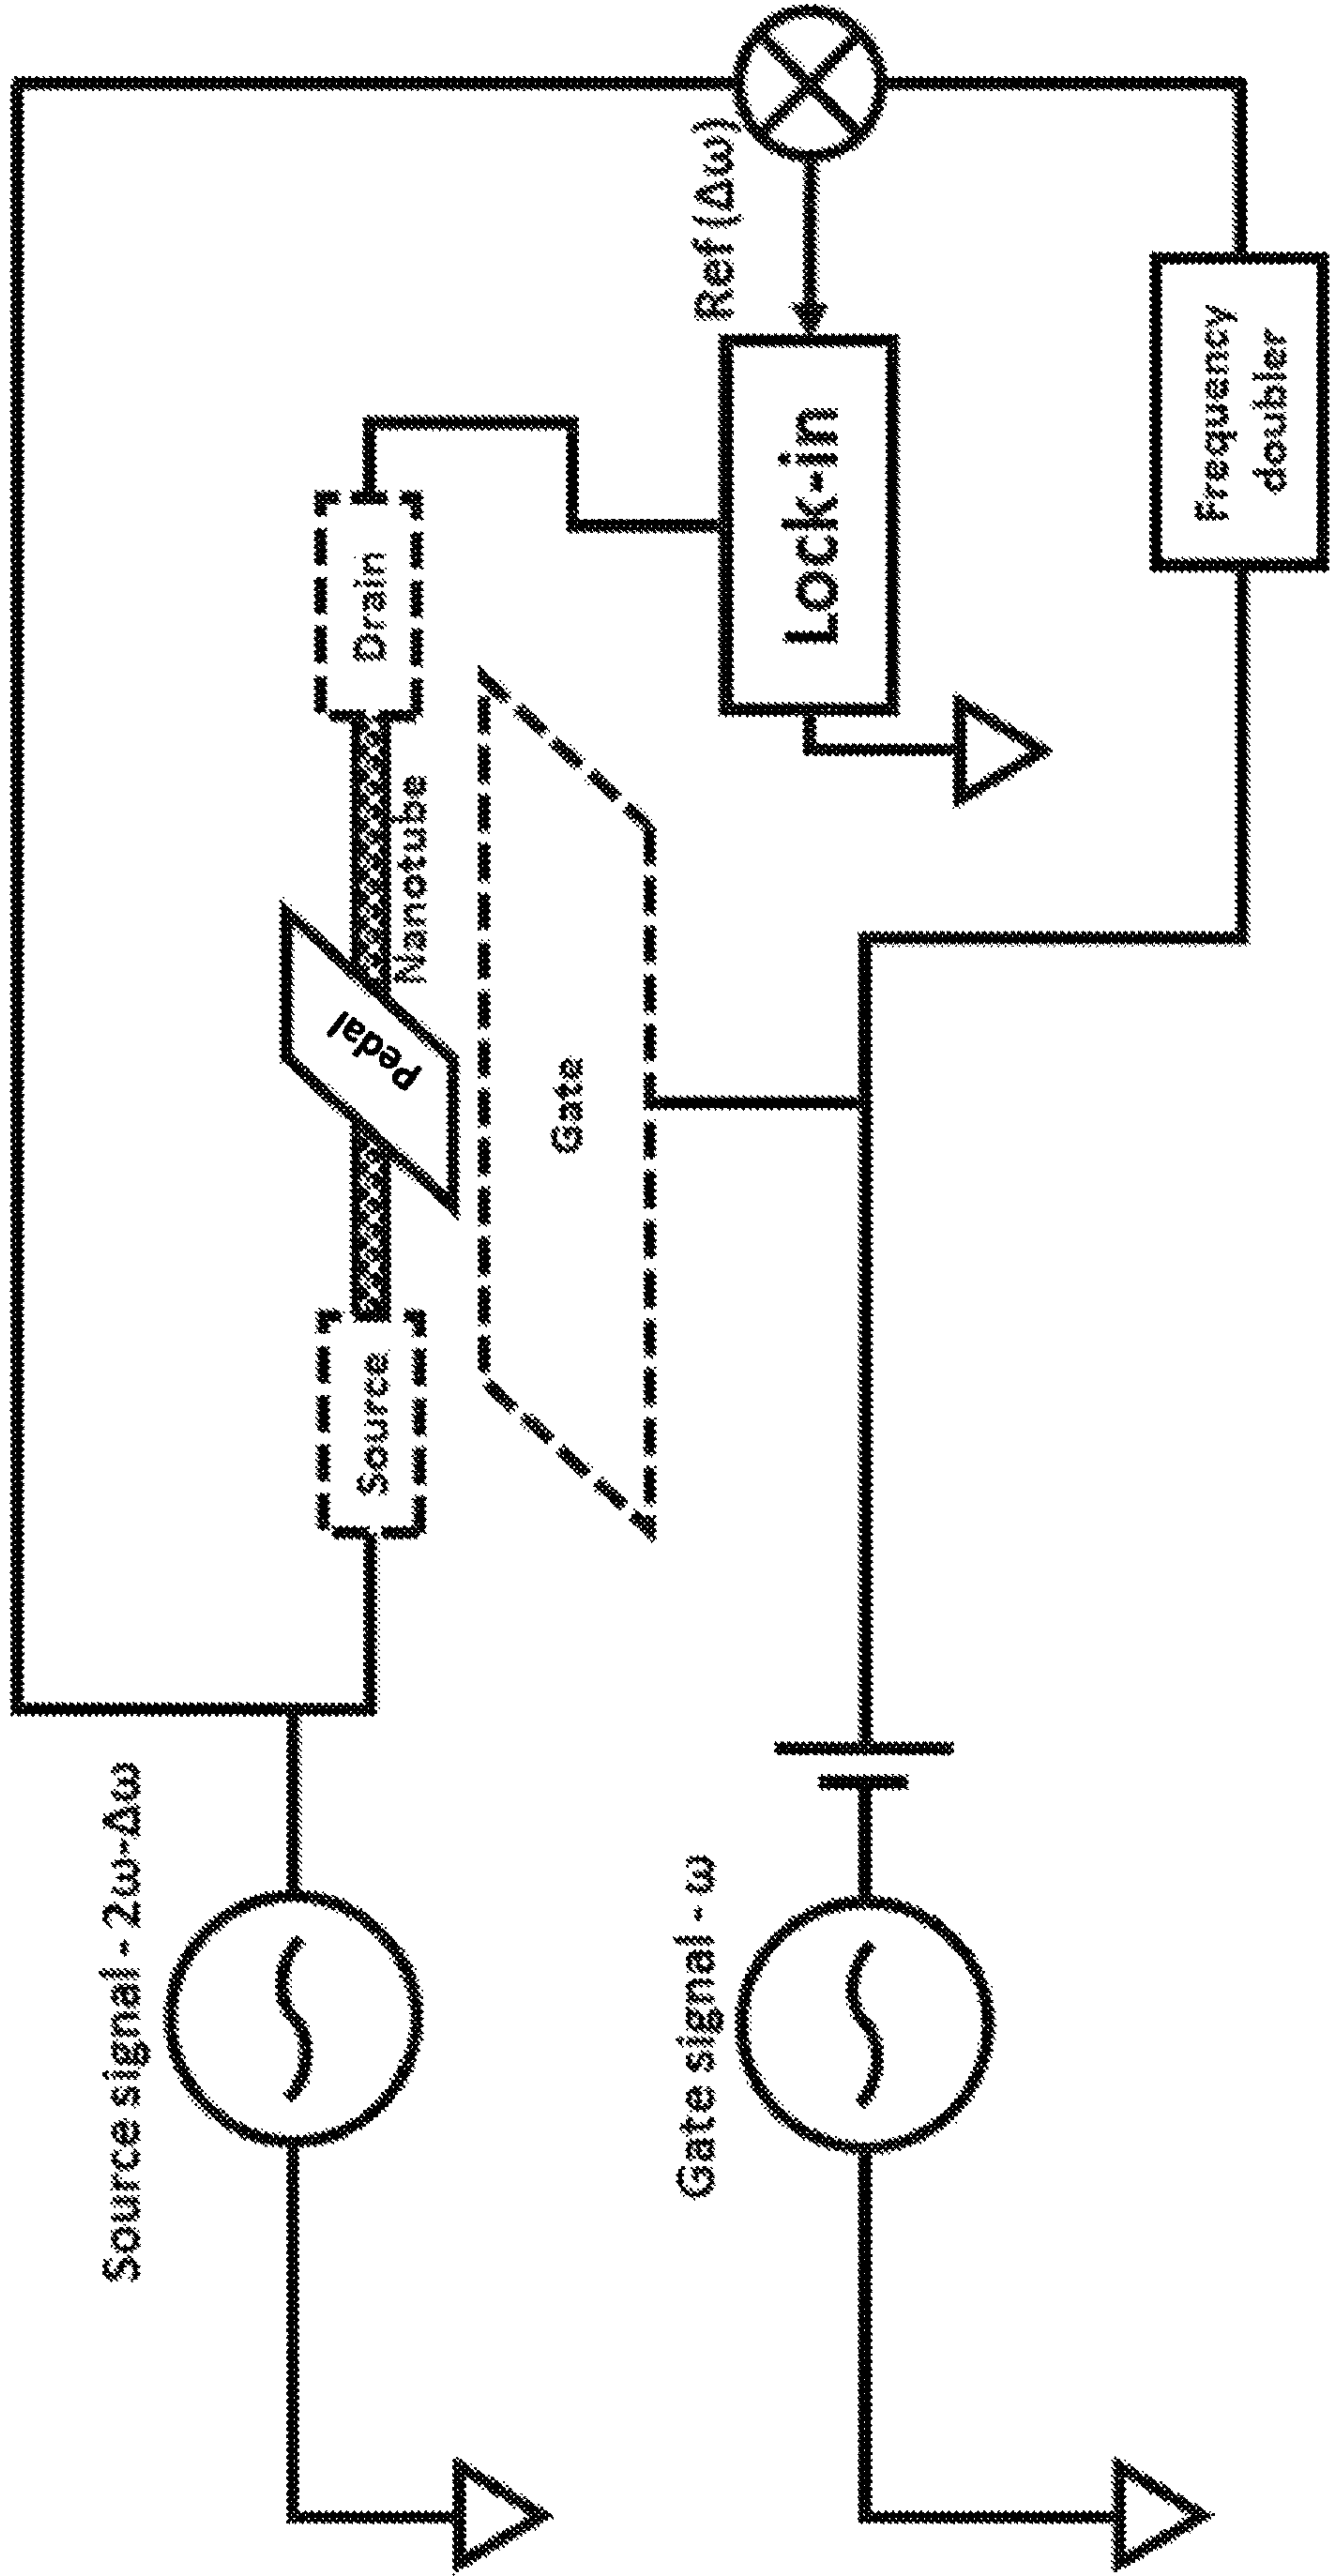 Source signal - 2ω-Δω
Source
Pedal
Nanotube
Drain
Gate
Ref (Δω)
Gate signal - ω
Lock-in
Frequency
doubler